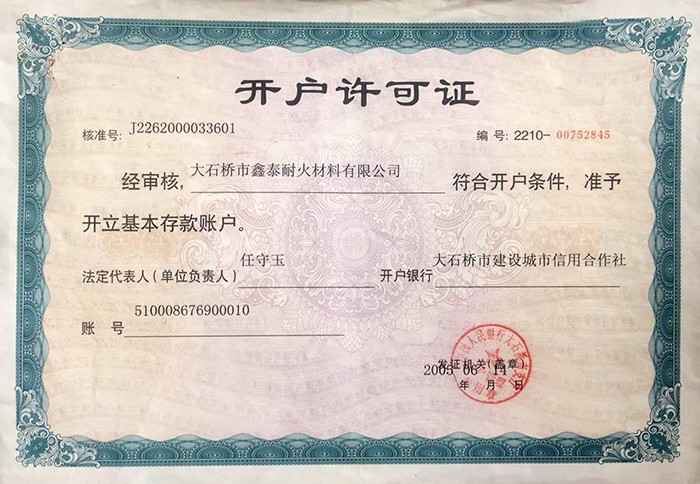 开户许可证
核准号: J2262000033601 编号: 2210-00752845
经审核, 大石桥市鑫泰耐火材料有限公司 符合开户条件, 准予
开立基本存款账户。
法定代表人(单位负责人) 任守玉 开户银行 大石桥市建设城市信用合作社
账 号 510008676900010
发证机关(盖章)
2005 06 14
年 月 日